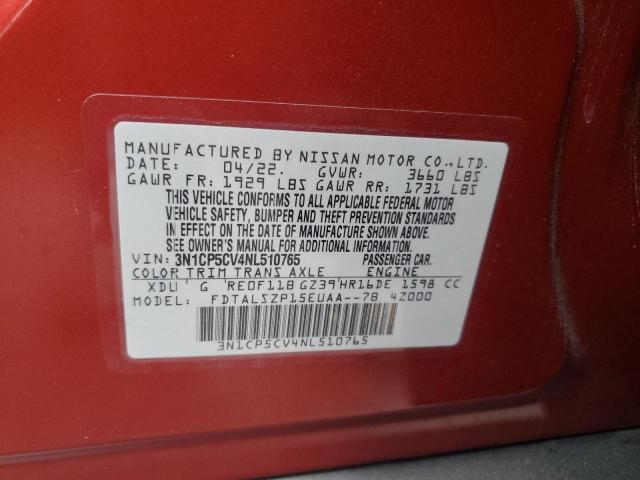 MANUFACTURED BY NISSAN MOTOR CO.,LTD.
DATE: 04/22. GVWR: 3660 LBS
GAWR FR: 1929 LBS GAWR RR: 1731 LBS
THIS VEHICLE CONFORMS TO ALL APPLICABLE FEDERAL MOTOR
VEHICLE SAFETY, BUMPER AND THEFT PREVENTION STANDARDS
IN EFFECT ON THE DATE OF MANUFACTURE SHOWN ABOVE.
SEE OWNER'S MANUAL FOR ADDITIONAL INFORMATION.
VIN: 3N1CP5CV4NL510765 PASSENGER CAR.
COLOR TRIM TRANS AXLE ENGINE
G RE0F11B GZ39 HR16DE 1598 CC
MODEL: FDTALSZP15EUAA--78 4Z000
3N1CP5CV4NL510765